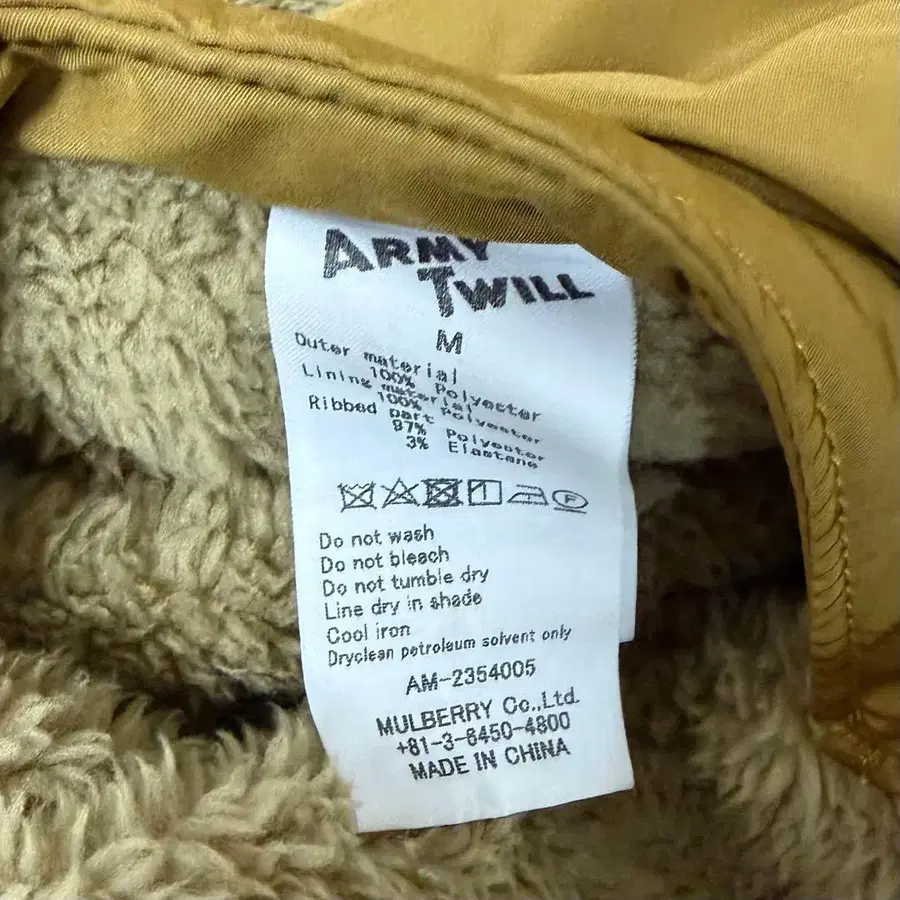 ARMY
TWILL
M
Outer material
100% Polyester
Lining material
100% Polyester
Ribbed part
97% Polyester
3% Elastane
F
Do not wash
Do not bleach
Do not tumble dry
Line dry in shade
Cool iron
Dryclean petroleum solvent only
AM-2354005
MULBERRY Co.,Ltd.
+81-3-6450-4800
MADE IN CHINA